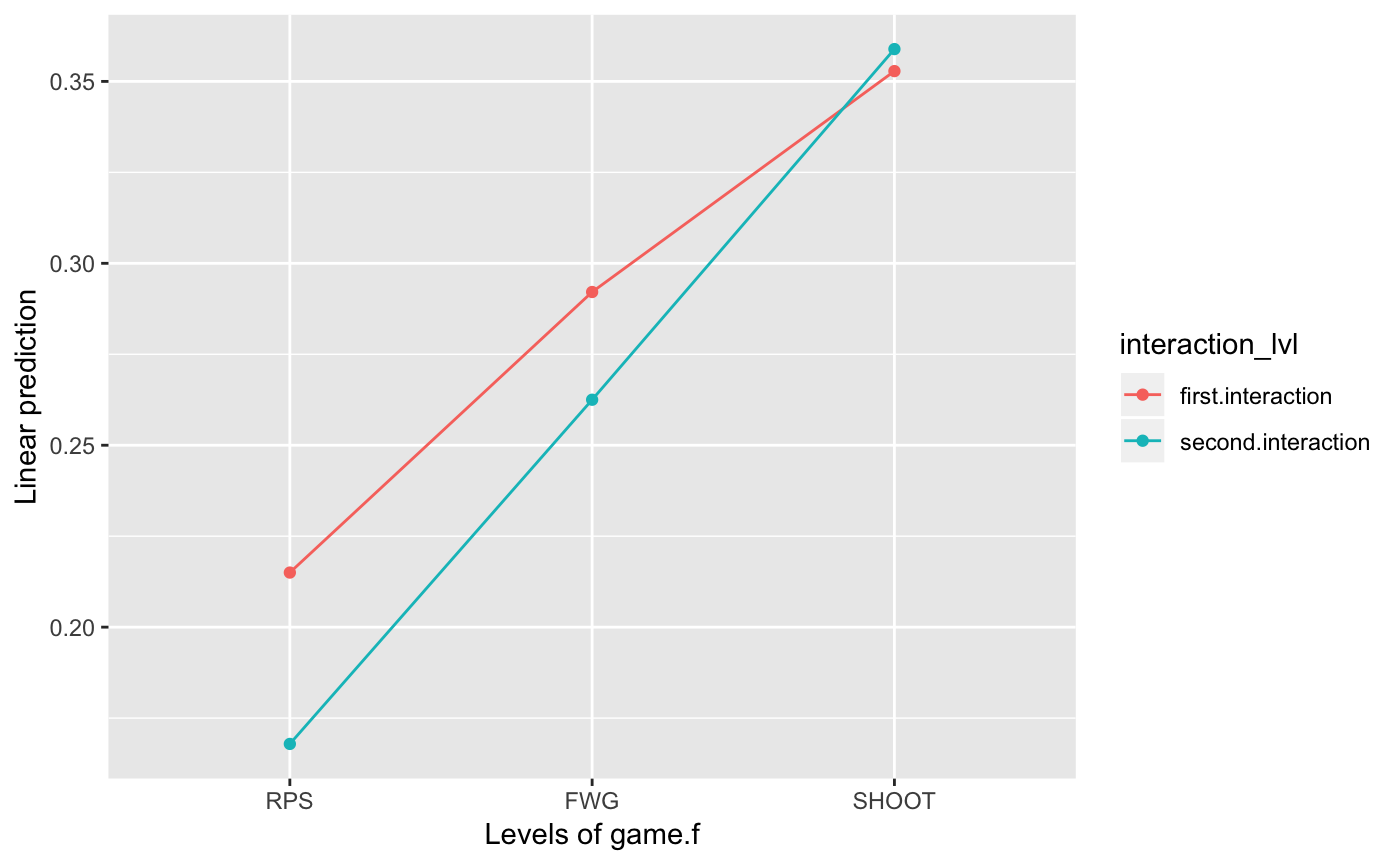 0.35
0.30
0.25
0.20
Linear prediction
RPS FWG SHOOT
Levels of game.f
interaction_lvl
first.interaction
second.interaction